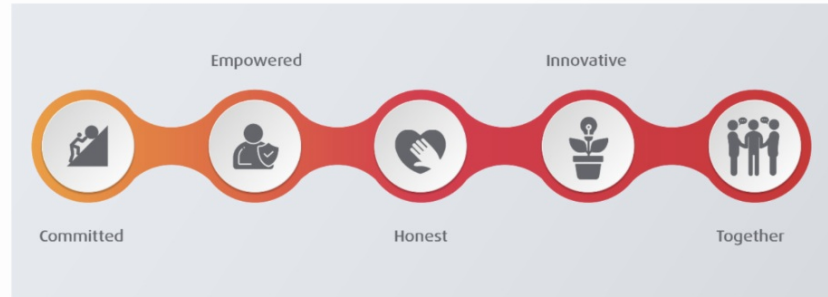 Empowered
Innovative
Committed
Honest
Together